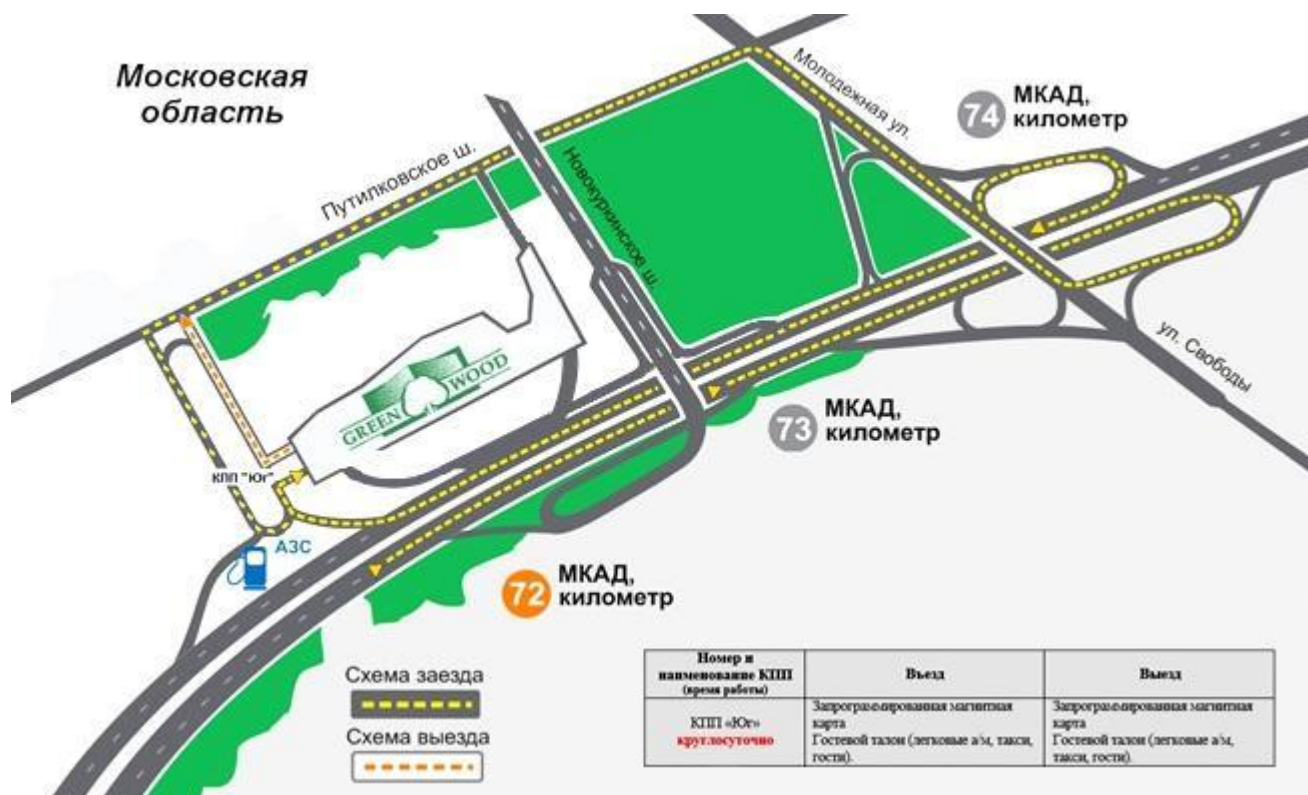 Московская
область
Путилковское ш.
Новокуркинское ш.
Молодежная ул.
74
МКАД,
километр
GREEN WOOD
КПП "Юг"
АЗС
73
МКАД,
километр
ул. Свободы
72
МКАД,
километр
Схема заезда
Схема выезда
Номер и
наименование КПП
(время работы)
Въезд
Выезд
КПП «Юг»
круглосуточно
Запрограммированная магнитная
карта
Гостевой талон (легковые а/м, такси,
гости).
Запрограммированная магнитная
карта
Гостевой талон (легковые а/м,
такси, гости).